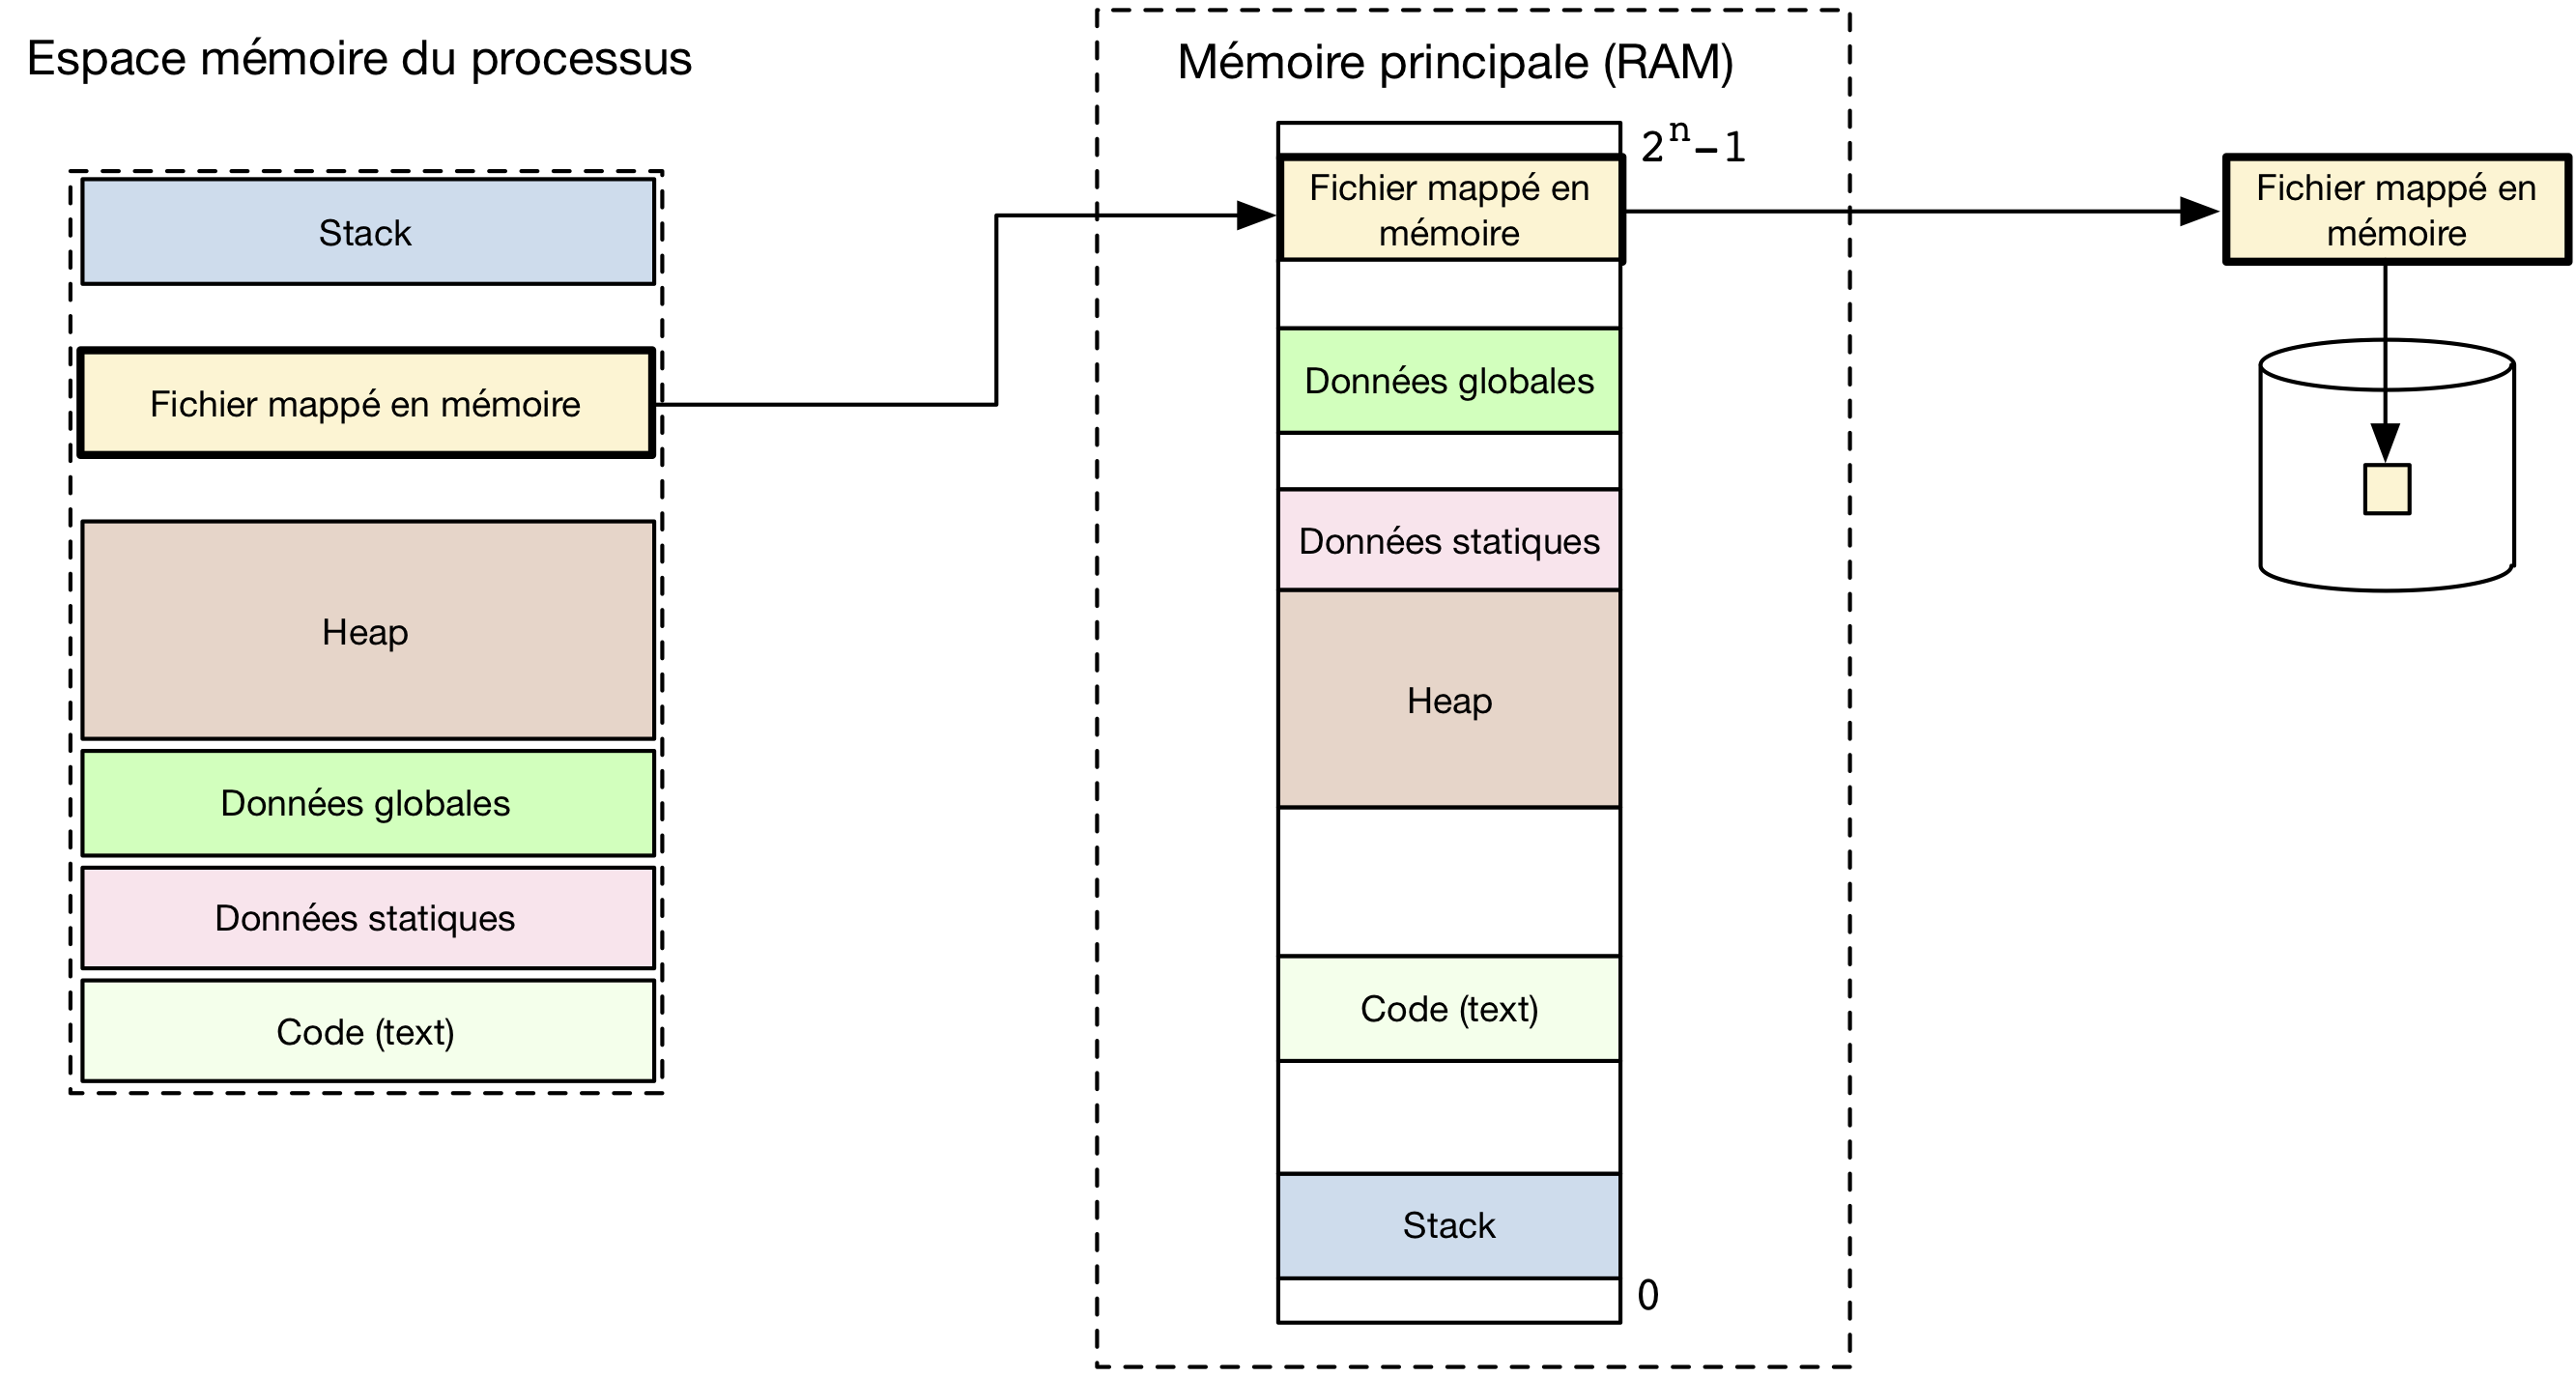 Espace mémoire du processus
Stack
Fichier mappé en mémoire
Heap
Données globales
Données statiques
Code (text)
Mémoire principale (RAM)
2^n-1
Fichier mappé en
mémoire
Données globales
Données statiques
Heap
Code (text)
Stack
0
Fichier mappé en
mémoire